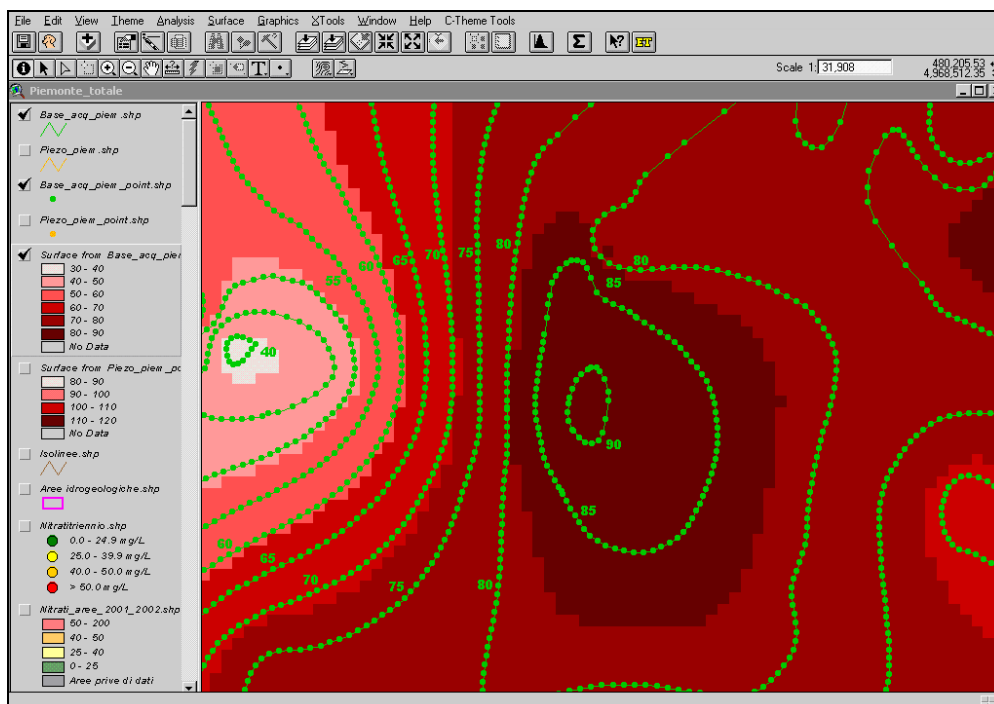 File Edit View Theme Analysis Surface Graphics XTools Window Help C-Theme Tools
T
Scale 1: 31,908
480,205.53
4,968,512.35
Piemonte_totale
Base_acq_piem .shp
Piezo_piem .shp
Base_acq_piem_point.shp
Piezo_piem_point.shp
Surface from Base_acq_pier
30 - 40
40 - 50
50 - 60
60 - 70
70 - 80
80 - 90
No Data
Surface from Piezo_piem_po
80 - 90
90 - 100
100 - 110
110 - 120
No Data
Isolinee.shp
Aree idrogeologiche.shp
Nitratitriennio.shp
0.0 - 24.9 mg/L
25.0 - 39.9 mg/L
40.0 - 50.0 mg/L
> 50.0 mg/L
Nitrati_aree_2001_2002.shp
50 - 200
40 - 50
25 - 40
0 - 25
Aree prive di dati
55
60
65
70
75
80
80
85
40
90
85
60
65
70
75
80